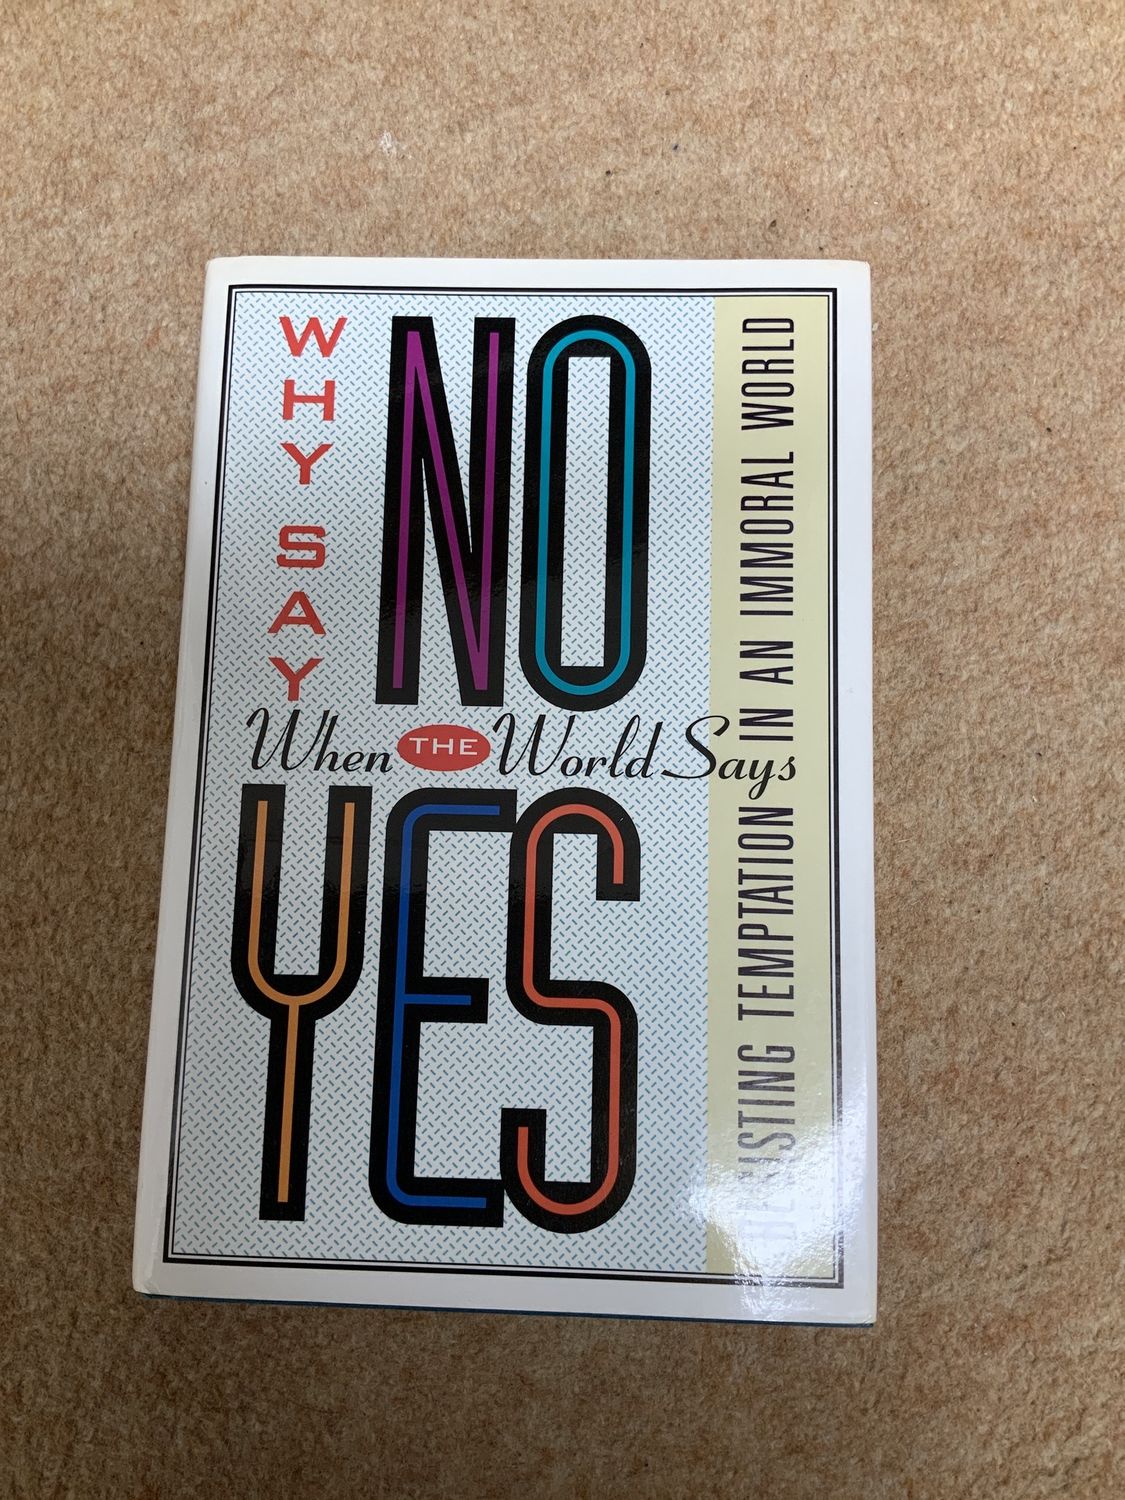 WHY SAY
NO
When THE World Says
YES
RESISTING TEMPTATION IN AN IMMORAL WORLD